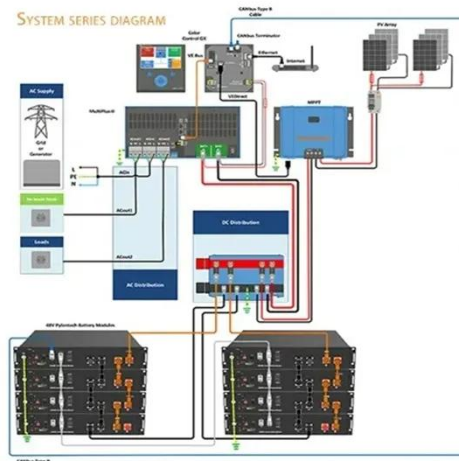 SYSTEM SERIES DIAGRAM
CANbus Type B
Cable
PV Array
Color
Control GX
CANbus Terminator
Ethernet
VE Bus
Internet
AC Supply
VE.Direct
MPPT
MultiPlus-II
Grid
or
Generator
L
PE
N
ACin
ACout1
Loads
DC Distribution
ACout2
AC Distribution
48V Pylontech Battery Modules